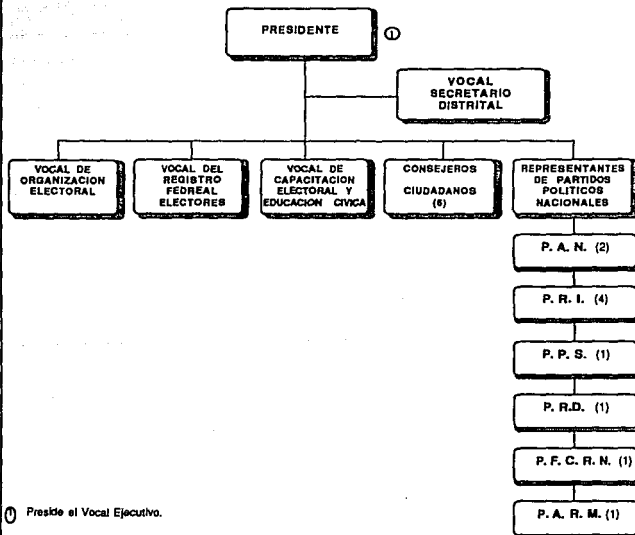 PRESIDENTE
①
VOCAL
SECRETARIO
DISTRITAL
VOCAL DE
ORGANIZACION
ELECTORAL
VOCAL DEL
REGISTRO
FEDREAL
ELECTORES
VOCAL DE
CAPACITACION
ELECTORAL Y
EDUCACION CIVICA
CONSEJEROS
CIUDADANOS
(6)
REPRESENTANTES
DE PARTIDOS
POLITICOS
NACIONALES
P. A. N. (2)
P. R. I. (4)
P. P. S. (1)
P. R.D. (1)
P. F. C. R. N. (1)
P. A. R. M. (1)
① Preside el Vocal Ejecutivo.